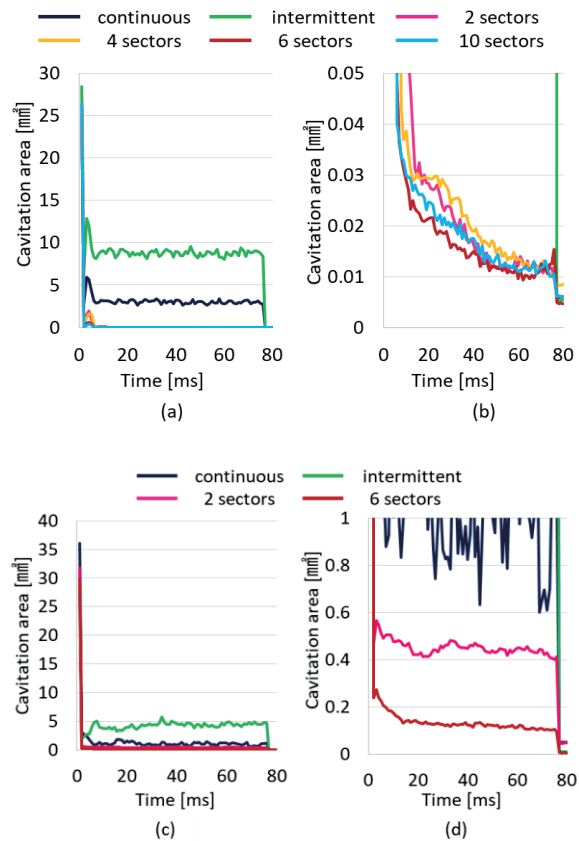 continuous intermittent 2 sectors
4 sectors 6 sectors 10 sectors
Cavitation area [㎟]
30
25
20
15
10
5
0
0 20 40 60 80
Time [ms]
(a)
Cavitation area [㎟]
0.05
0.04
0.03
0.02
0.01
0
0 20 40 60 80
Time [ms]
(b)
continuous intermittent
2 sectors 6 sectors
Cavitation area [㎟]
40
35
30
25
20
15
10
5
0
0 20 40 60 80
Time [ms]
(c)
Cavitation area [㎟]
1
0.8
0.6
0.4
0.2
0
0 20 40 60 80
Time [ms]
(d)